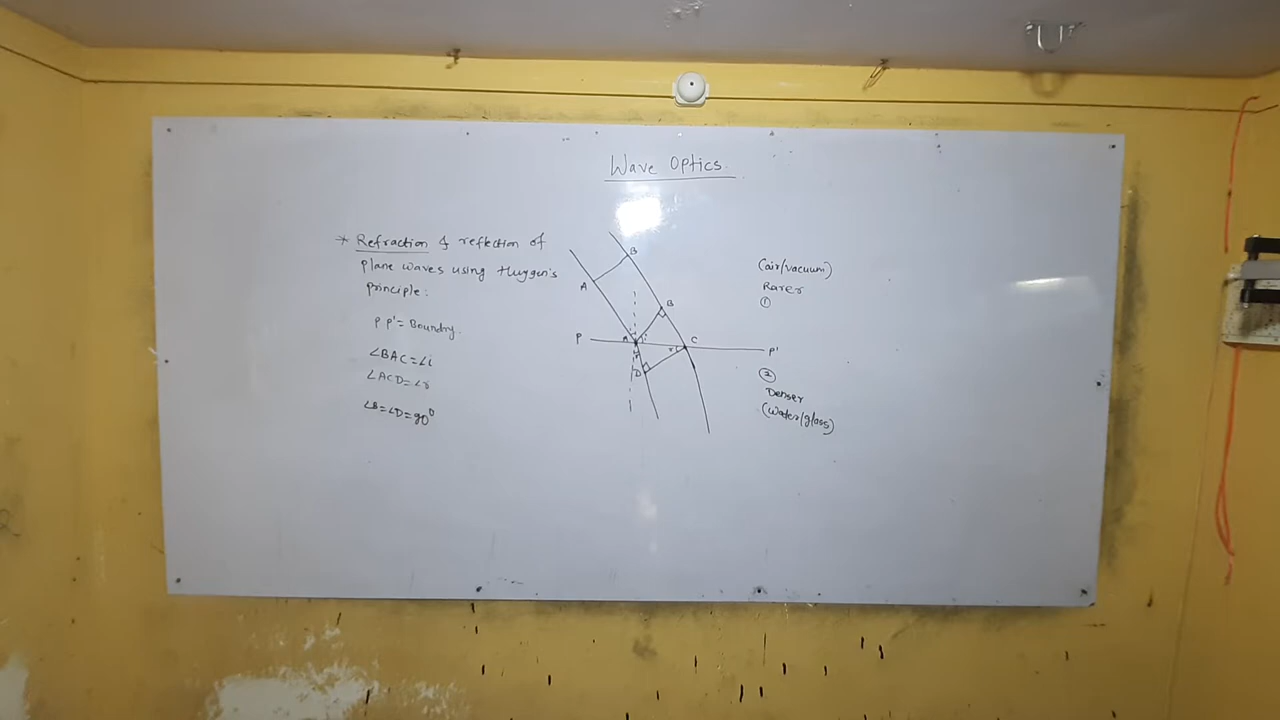 Wave Optics
* Refraction & reflection of
plane waves using Huygen's
principle:
PP' = Boundry.
∠BAC = ∠i
∠ACD = ∠r
∠B = ∠D = 90°
B
A
B
P
A
i
r
C
P'
r
D
(air/vacuum)
Rarer
①
②
Denser
(water/glass)